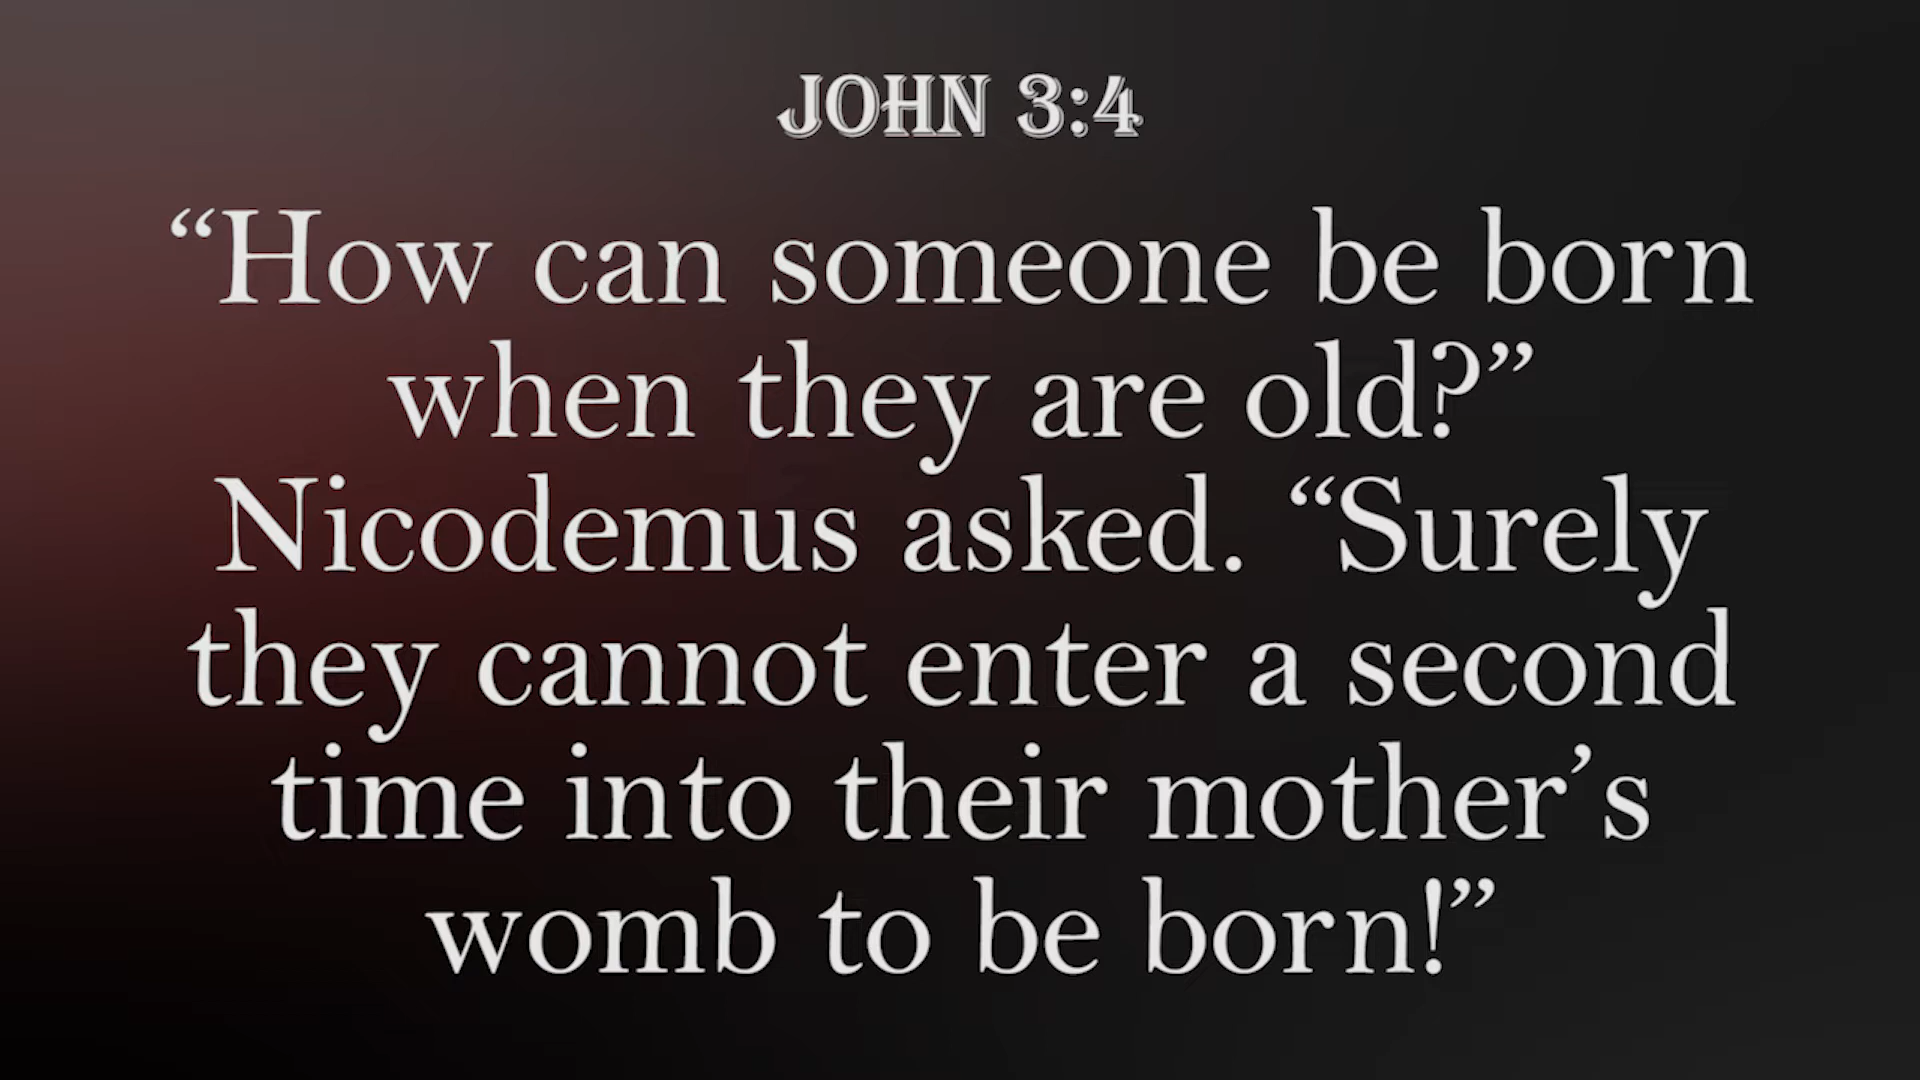 JOHN 3:4
“How can someone be born
when they are old?”
Nicodemus asked. “Surely
they cannot enter a second
time into their mother’s
womb to be born!”